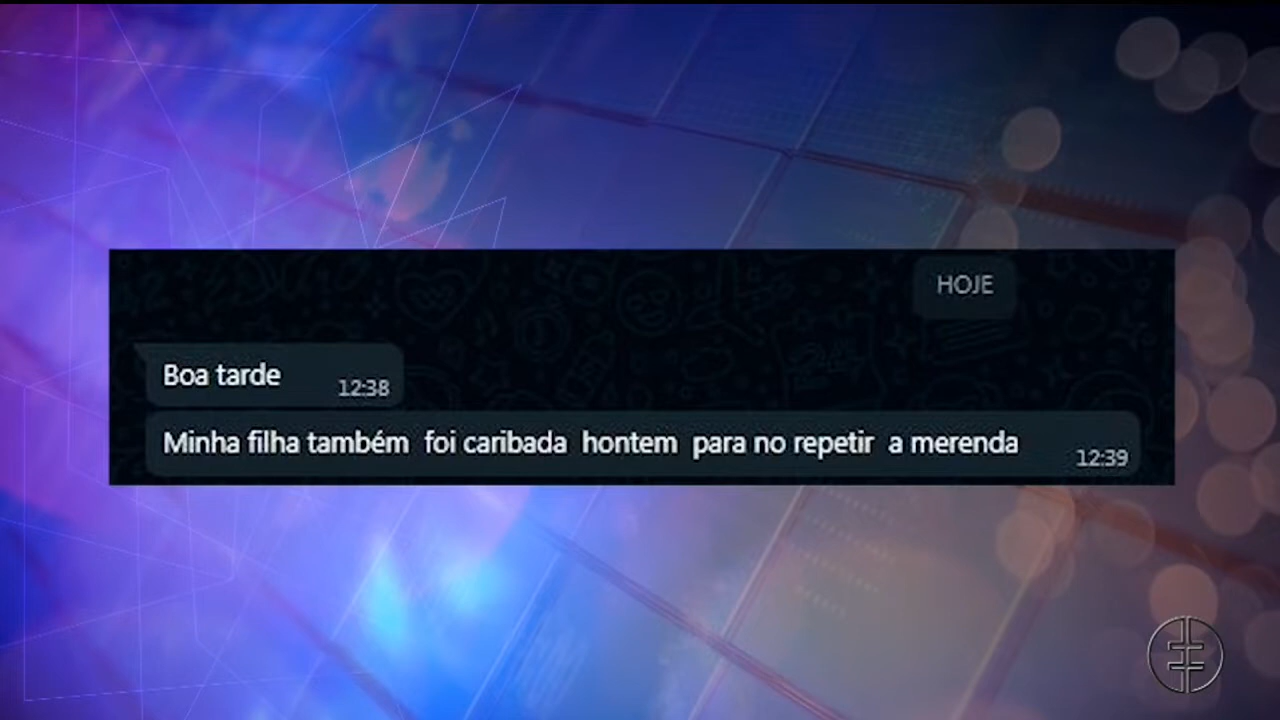 HOJE
Boa tarde 12:38
Minha filha também foi caribada hontem para no repetir a merenda 12:39